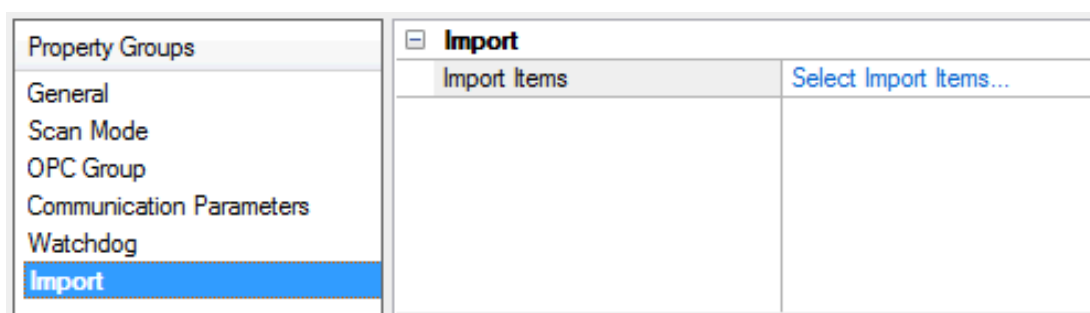 Property Groups
General
Scan Mode
OPC Group
Communication Parameters
Watchdog
Import
Import
Import Items Select Import Items...